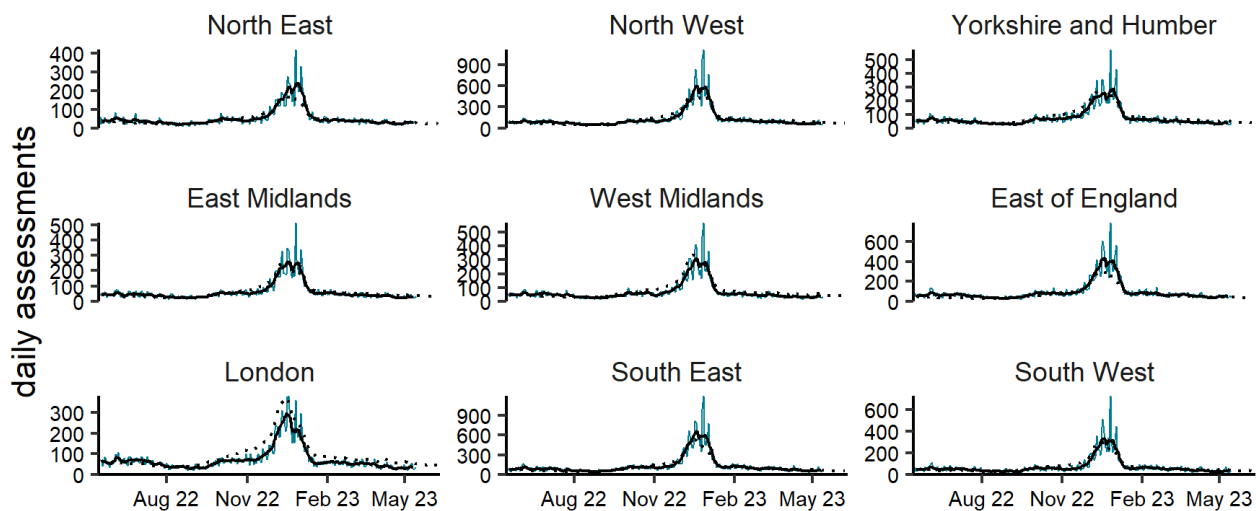 North East
North West
Yorkshire and Humber
400
300
200
100
0
900
600
300
0
500
400
300
200
100
0
daily assessments
East Midlands
West Midlands
East of England
500
400
300
200
100
0
500
400
300
200
100
0
600
400
200
0
London
South East
South West
300
200
100
0
900
600
300
0
600
400
200
0
Aug 22
Nov 22
Feb 23
May 23
Aug 22
Nov 22
Feb 23
May 23
Aug 22
Nov 22
Feb 23
May 23